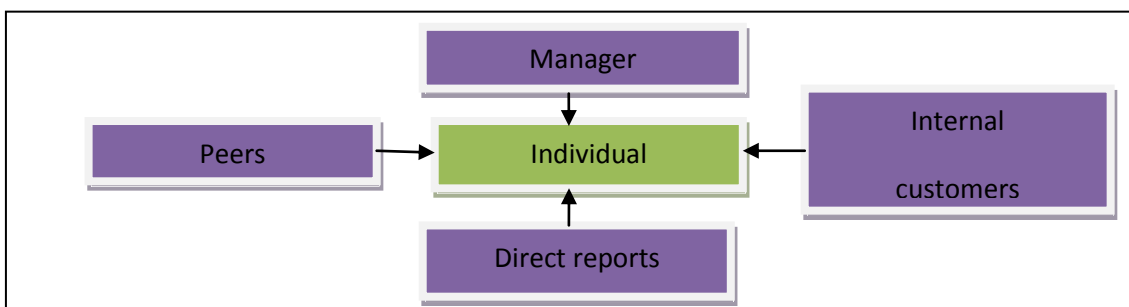 Manager
Peers
Individual
Internal
customers
Direct reports